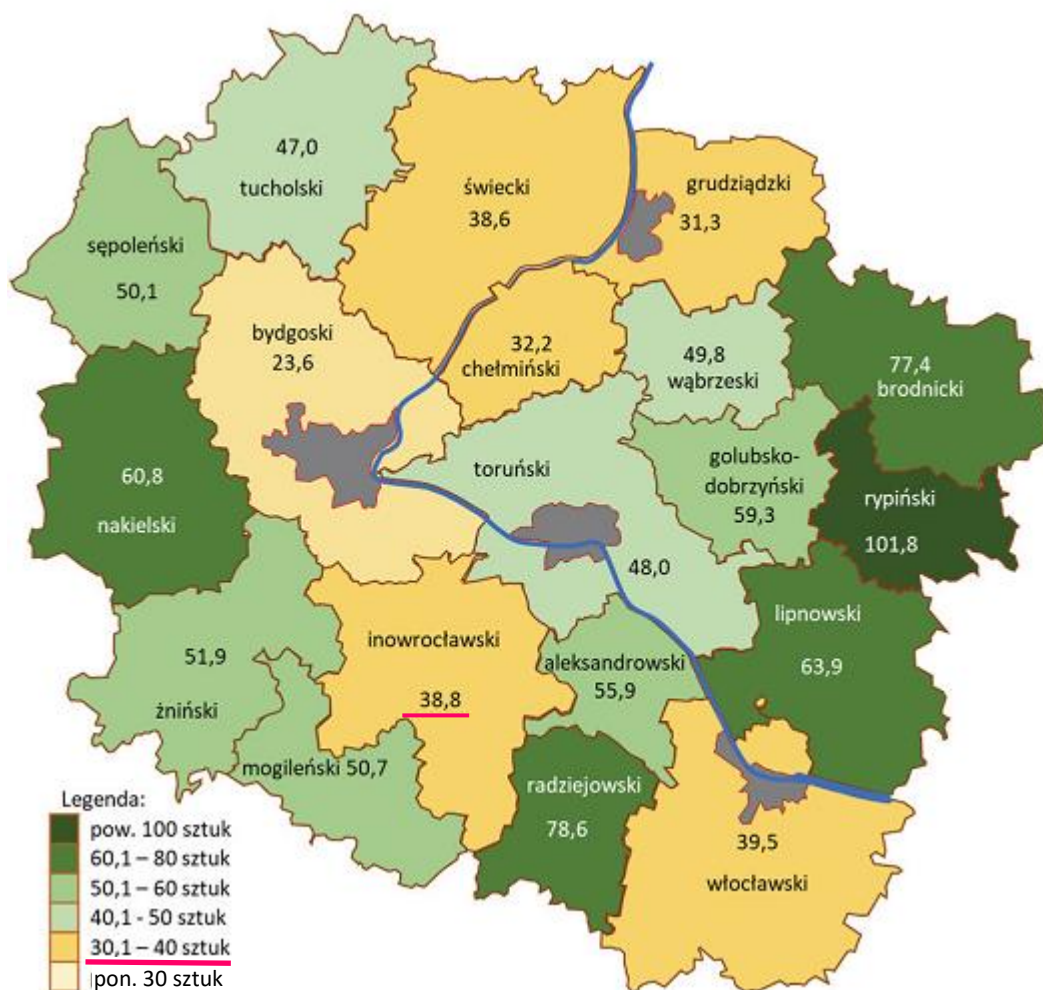 47,0
tucholski
świecki
38,6
grudziądzki
31,3
sępoleński
50,1
bydgoski
23,6
32,2
chełmiński
49,8
wąbrzeski
77,4
brodnicki
60,8
nakielski
toruński
48,0
golubsko-
dobrzyński
59,3
rypiński
101,8
lipnowski
63,9
inowrocławski
38,8
aleksandrowski
55,9
51,9
żniński
mogileński 50,7
radziejowski
78,6
39,5
włocławski
Legenda:
pow. 100 sztuk
60,1 – 80 sztuk
50,1 – 60 sztuk
40,1 - 50 sztuk
30,1 – 40 sztuk
pon. 30 sztuk